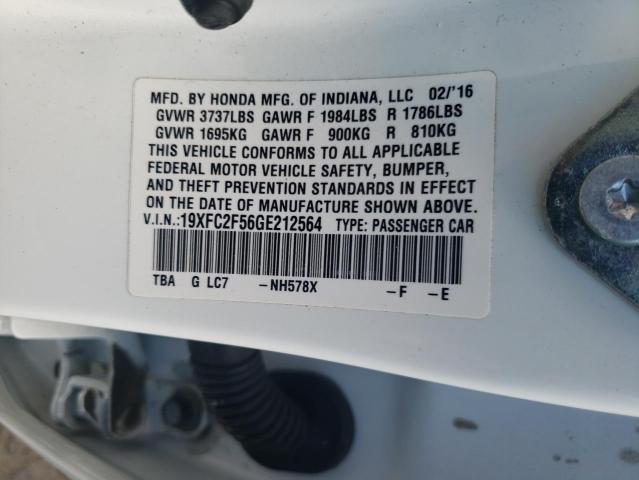 MFD. BY HONDA MFG. OF INDIANA, LLC 02/'16
GVWR 3737LBS GAWR F 1984LBS R 1786LBS
GVWR 1695KG GAWR F 900KG R 810KG
THIS VEHICLE CONFORMS TO ALL APPLICABLE
FEDERAL MOTOR VEHICLE SAFETY, BUMPER,
AND THEFT PREVENTION STANDARDS IN EFFECT
ON THE DATE OF MANUFACTURE SHOWN ABOVE.
V.I.N.:19XFC2F56GE212564 TYPE: PASSENGER CAR
TBA G LC7 -NH578X -F -E